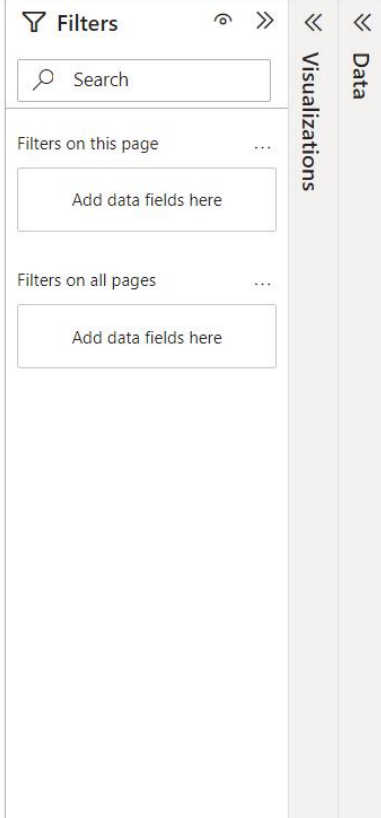 Filters
Search
Filters on this page
...
Add data fields here
Filters on all pages
...
Add data fields here
Visualizations
Data